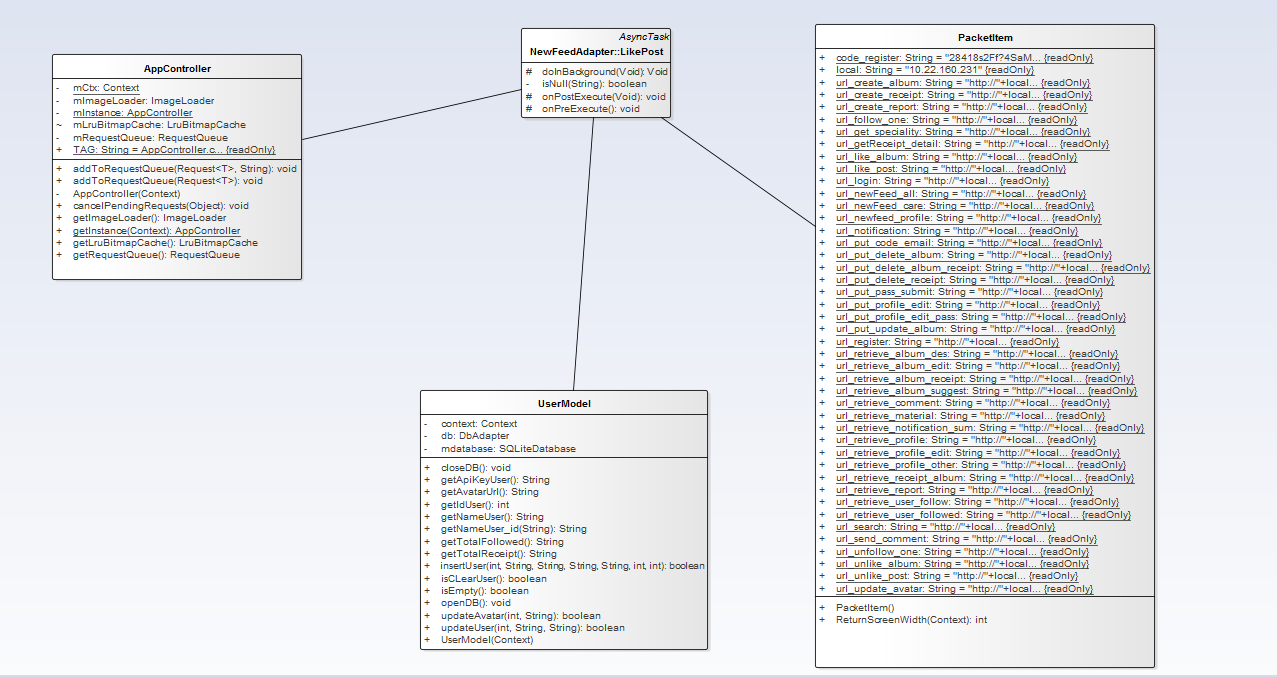 AppController
- mCtx: Context
- mImageLoader: ImageLoader
- mInstance: AppController
~ mLruBitmapCache: LruBitmapCache
- mRequestQueue: RequestQueue
+ TAG: String = AppController.c... {readOnly}
+ addToRequestQueue(Request<T>, String): void
+ addToRequestQueue(Request<T>): void
- AppController(Context)
+ cancelPendingRequests(Object): void
+ getImageLoader(): ImageLoader
+ getInstance(Context): AppController
+ getLruBitmapCache(): LruBitmapCache
+ getRequestQueue(): RequestQueue
AsyncTask
NewFeedAdapter::LikePost
# doInBackground(Void): Void
- isNull(String): boolean
# onPostExecute(Void): void
# onPreExecute(): void
UserModel
- context: Context
- db: DbAdapter
- mdatabase: SQLiteDatabase
+ closeDB(): void
+ getApiKeyUser(): String
+ getAvatarUrl(): String
+ getIdUser(): int
+ getNameUser(): String
+ getNameUser_id(String): String
+ getTotalFollowed(): String
+ getTotalReceipt(): String
+ insertUser(int, String, String, String, String, int, int): boolean
+ isCLearUser(): boolean
+ isEmpty(): boolean
+ openDB(): void
+ updateAvatar(int, String): boolean
+ updateUser(int, String, String): boolean
+ UserModel(Context)
PacketItem
+ code_register: String = "28418s2Ff?4SaM... {readOnly}
+ local: String = "10.22.160.231" {readOnly}
+ url_create_album: String = "http://"+local... {readOnly}
+ url_create_receipt: String = "http://"+local... {readOnly}
+ url_create_report: String = "http://"+local... {readOnly}
+ url_follow_one: String = "http://"+local... {readOnly}
+ url_get_speciality: String = "http://"+local... {readOnly}
+ url_getReceipt_detail: String = "http://"+local... {readOnly}
+ url_like_album: String = "http://"+local... {readOnly}
+ url_like_post: String = "http://"+local... {readOnly}
+ url_login: String = "http://"+local... {readOnly}
+ url_newFeed_all: String = "http://"+local... {readOnly}
+ url_newFeed_care: String = "http://"+local... {readOnly}
+ url_newfeed_profile: String = "http://"+local... {readOnly}
+ url_notification: String = "http://"+local... {readOnly}
+ url_put_code_email: String = "http://"+local... {readOnly}
+ url_put_delete_album: String = "http://"+local... {readOnly}
+ url_put_delete_album_receipt: String = "http://"+local... {readOnly}
+ url_put_delete_receipt: String = "http://"+local... {readOnly}
+ url_put_pass_submit: String = "http://"+local... {readOnly}
+ url_put_profile_edit: String = "http://"+local... {readOnly}
+ url_put_profile_edit_pass: String = "http://"+local... {readOnly}
+ url_put_update_album: String = "http://"+local... {readOnly}
+ url_register: String = "http://"+local... {readOnly}
+ url_retrieve_album_des: String = "http://"+local... {readOnly}
+ url_retrieve_album_edit: String = "http://"+local... {readOnly}
+ url_retrieve_album_receipt: String = "http://"+local... {readOnly}
+ url_retrieve_album_suggest: String = "http://"+local... {readOnly}
+ url_retrieve_comment: String = "http://"+local... {readOnly}
+ url_retrieve_material: String = "http://"+local... {readOnly}
+ url_retrieve_notification_sum: String = "http://"+local... {readOnly}
+ url_retrieve_profile: String = "http://"+local... {readOnly}
+ url_retrieve_profile_edit: String = "http://"+local... {readOnly}
+ url_retrieve_profile_other: String = "http://"+local... {readOnly}
+ url_retrieve_receipt_album: String = "http://"+local... {readOnly}
+ url_retrieve_report: String = "http://"+local... {readOnly}
+ url_retrieve_user_follow: String = "http://"+local... {readOnly}
+ url_retrieve_user_followed: String = "http://"+local... {readOnly}
+ url_search: String = "http://"+local... {readOnly}
+ url_send_comment: String = "http://"+local... {readOnly}
+ url_unfollow_one: String = "http://"+local... {readOnly}
+ url_unlike_album: String = "http://"+local... {readOnly}
+ url_unlike_post: String = "http://"+local... {readOnly}
+ url_update_avatar: String = "http://"+local... {readOnly}
+ PacketItem()
+ ReturnScreenWidth(Context): int